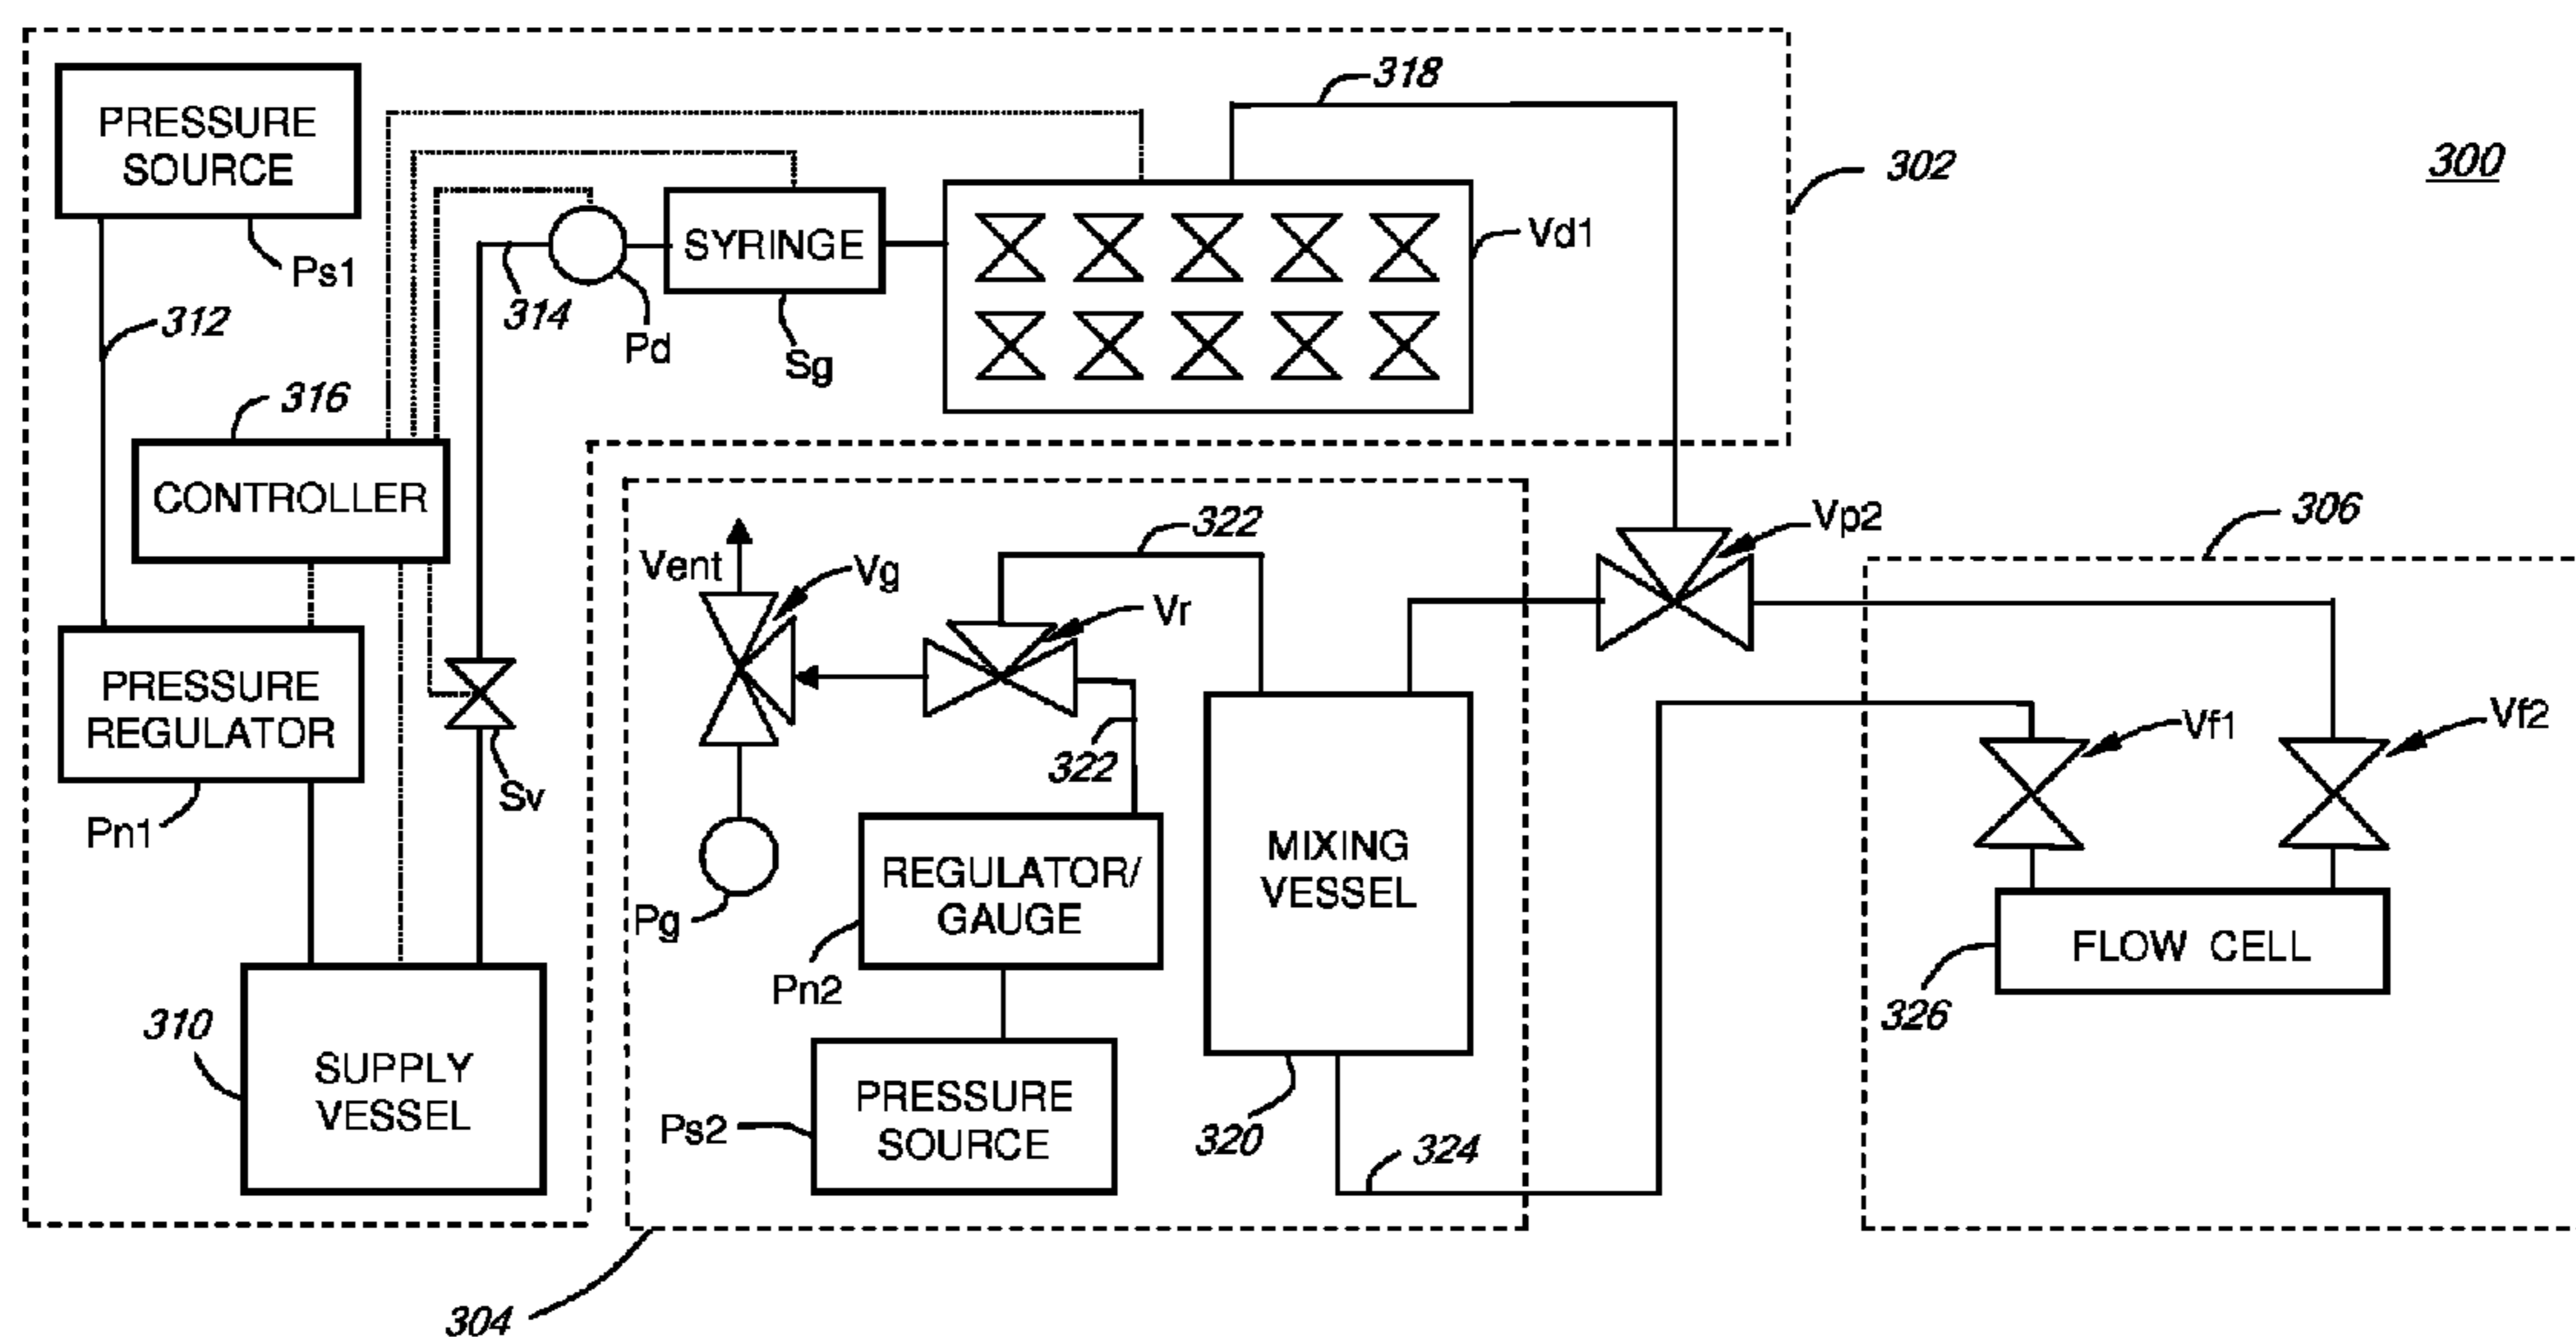 318
PRESSURE
SOURCE
302
300
Ps1
314
Pd
SYRINGE
Sg
Vd1
312
316
CONTROLLER
PRESSURE
REGULATOR
Pn1
Sv
310
SUPPLY
VESSEL
Vent
Vg
322
Vr
322
Vp2
306
Pg
REGULATOR/
GAUGE
Pn2
Ps2
PRESSURE
SOURCE
MIXING
VESSEL
320
324
Vf1
Vf2
FLOW CELL
326
304